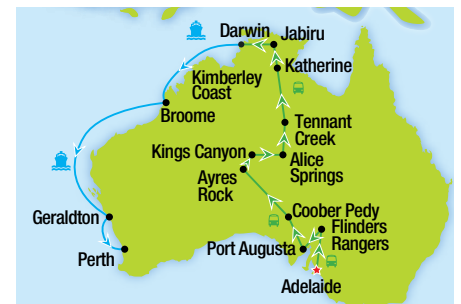 Darwin
Jabiru
Katherine
Kimberley
Coast
Broome
Tennant
Creek
Kings Canyon
Alice
Springs
Ayres
Rock
Coober Pedy
Flinders
Rangers
Geraldton
Port Augusta
Perth
Adelaide